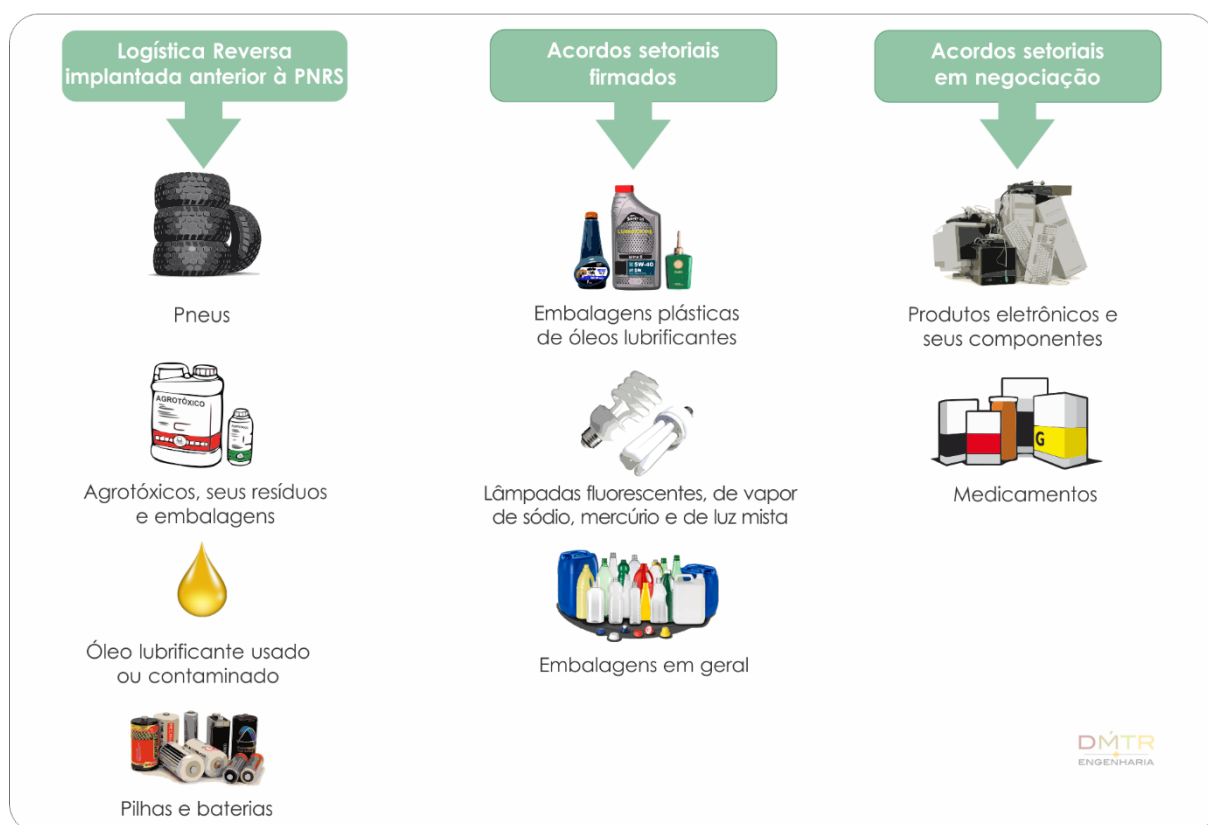 Logística Reversa
implantada anterior à PNRS
Pneus
AGROTÓXICO
Agrotóxicos, seus resíduos
e embalagens
Óleo lubrificante usado
ou contaminado
Pilhas e baterias
Acordos setoriais
firmados
5W-40
Embalagens plásticas
de óleos lubrificantes
Lâmpadas fluorescentes, de vapor
de sódio, mercúrio e de luz mista
Embalagens em geral
Acordos setoriais
em negociação
Produtos eletrônicos e
seus componentes
G
Medicamentos
DMTR
ENGENHARIA